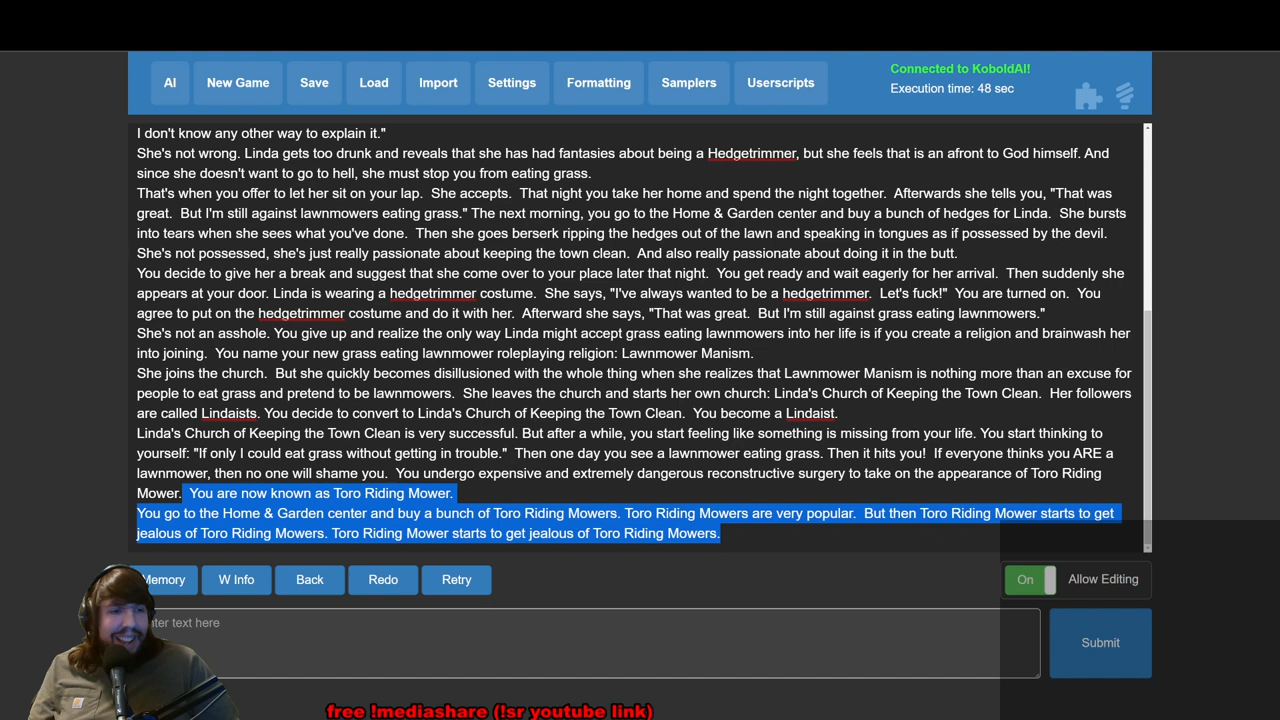 AI New Game Save Load Import Settings Formatting Samplers Userscripts
Connected to KoboldAI!
Execution time: 48 sec
I don't know any other way to explain it."
She's not wrong. Linda gets too drunk and reveals that she has had fantasies about being a Hedgetrimmer, but she feels that is an afront to God himself. And
since she doesn't want to go to hell, she must stop you from eating grass.
That's when you offer to let her sit on your lap. She accepts. That night you take her home and spend the night together. Afterwards she tells you, "That was
great. But I'm still against lawnmowers eating grass." The next morning, you go to the Home & Garden center and buy a bunch of hedges for Linda. She bursts
into tears when she sees what you've done. Then she goes berserk ripping the hedges out of the lawn and speaking in tongues as if possessed by the devil.
She's not possessed, she's just really passionate about keeping the town clean. And also really passionate about doing it in the butt.
You decide to give her a break and suggest that she come over to your place later that night. You get ready and wait eagerly for her arrival. Then suddenly she
appears at your door. Linda is wearing a hedgetrimmer costume. She says, "I've always wanted to be a hedgetrimmer. Let's fuck!" You are turned on. You
agree to put on the hedgetrimmer costume and do it with her. Afterward she says, "That was great. But I'm still against grass eating lawnmowers."
She's not an asshole. You give up and realize the only way Linda might accept grass eating lawnmowers into her life is if you create a religion and brainwash her
into joining. You name your new grass eating lawnmower roleplaying religion: Lawnmower Manism.
She joins the church. But she quickly becomes disillusioned with the whole thing when she realizes that Lawnmower Manism is nothing more than an excuse for
people to eat grass and pretend to be lawnmowers. She leaves the church and starts her own church: Linda's Church of Keeping the Town Clean. Her followers
are called Lindaists. You decide to convert to Linda's Church of Keeping the Town Clean. You become a Lindaist.
Linda's Church of Keeping the Town Clean is very successful. But after a while, you start feeling like something is missing from your life. You start thinking to
yourself: "If only I could eat grass without getting in trouble." Then one day you see a lawnmower eating grass. Then it hits you! If everyone thinks you ARE a
lawnmower, then no one will shame you. You undergo expensive and extremely dangerous reconstructive surgery to take on the appearance of Toro Riding
Mower. You are now known as Toro Riding Mower.
You go to the Home & Garden center and buy a bunch of Toro Riding Mowers. Toro Riding Mowers are very popular. But then Toro Riding Mower starts to get
jealous of Toro Riding Mowers. Toro Riding Mower starts to get jealous of Toro Riding Mowers.
Memory W Info Back Redo Retry
On Allow Editing
text here
Submit
free !mediashare (!sr youtube link)